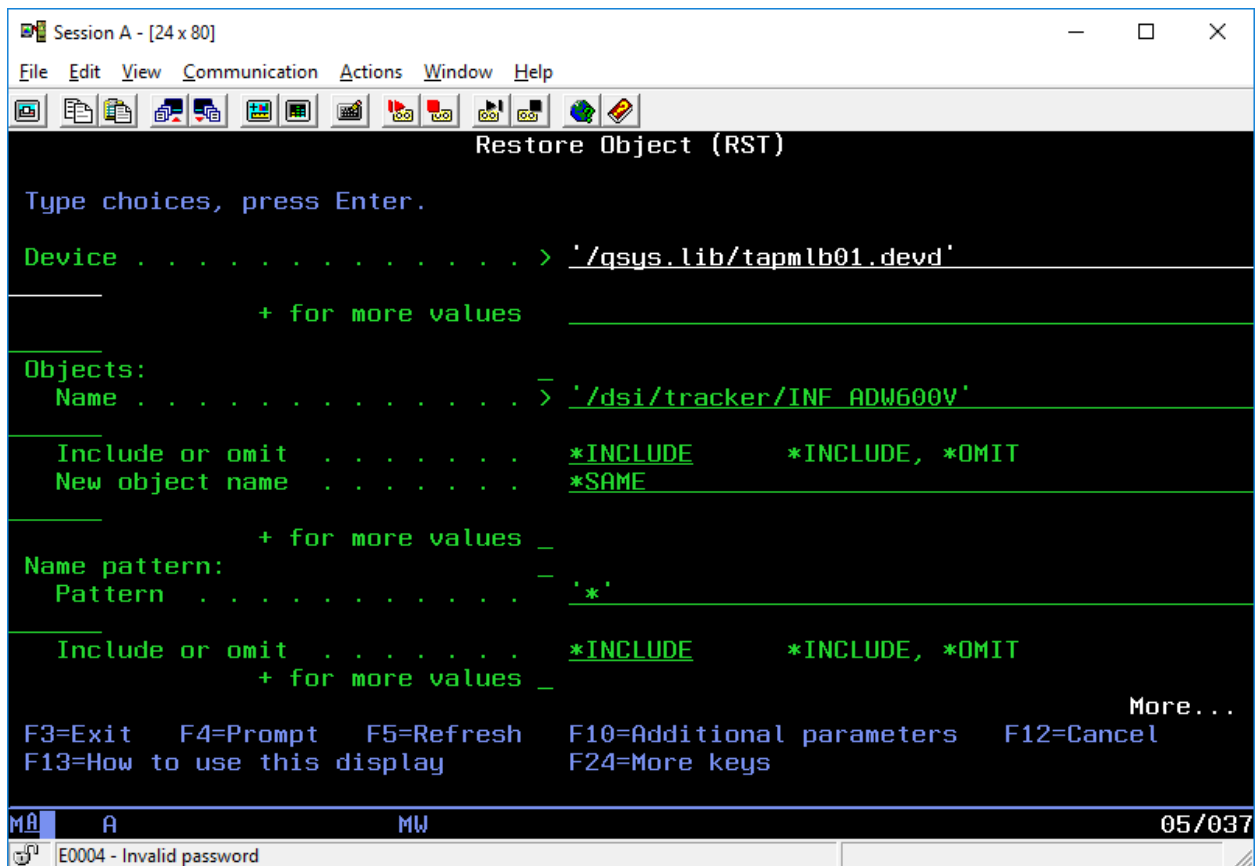 Session A - [24 x 80]
File Edit View Communication Actions Window Help
Restore Object (RST)
Type choices, press Enter.
Device . . . . . . . . . . . . . . > '/qsys.lib/tapmlb01.devd'
+ for more values
Objects:
Name . . . . . . . . . . . . . . > '/dsi/tracker/INF ADW600V'
Include or omit . . . . . . . *INCLUDE *INCLUDE, *OMIT
New object name . . . . . . . *SAME
+ for more values _
Name pattern:
Pattern . . . . . . . . . . . '*'
Include or omit . . . . . . . *INCLUDE *INCLUDE, *OMIT
+ for more values _
More...
F3=Exit F4=Prompt F5=Refresh F10=Additional parameters F12=Cancel
F13=How to use this display F24=More keys
MA A MW 05/037
E0004 - Invalid password